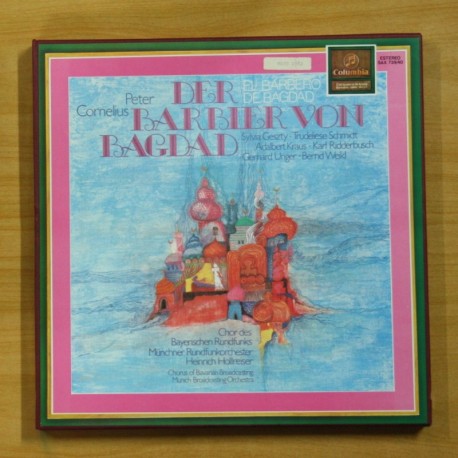 Peter
Cornelius
DER
BARBIER VON
BAGDAD
EL BARBERO
DE BAGDAD
Sylvia Geszty · Trudeliese Schmidt
Adalbert Kraus · Karl Ridderbusch
Gerhard Unger · Bernd Weikl
Columbia
ESTEREO
Chor des
Bayerischen Rundfunks
Münchner Rundfunkorchester
Heinrich Hollreiser
Chorus of Bavarian Broadcasting
Munich Broadcasting Orchestra